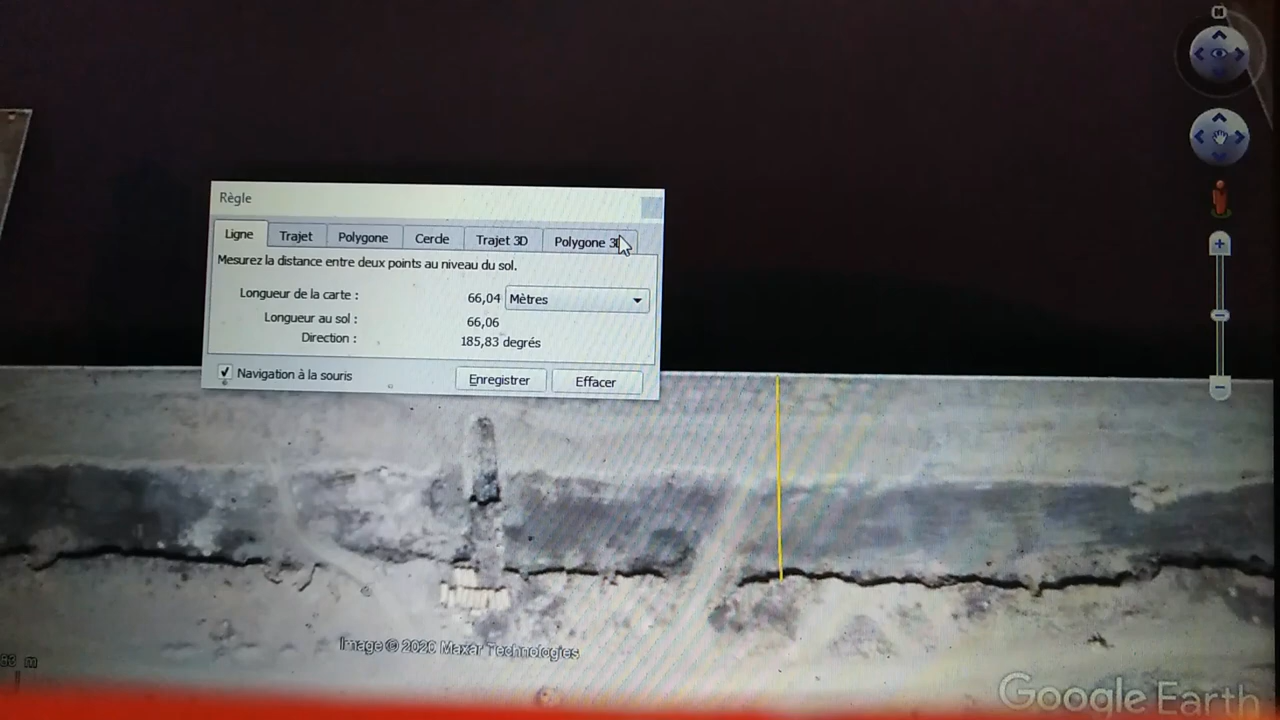 Règle
Ligne Trajet Polygone Cercle Trajet 3D Polygone 3D
Mesurez la distance entre deux points au niveau du sol.
Longueur de la carte : 66,04 Mètres
Longueur au sol : 66,06
Direction : 185,83 degrés
Navigation à la souris Enregistrer Effacer
Image © 2020 Maxar Technologies
Google Earth